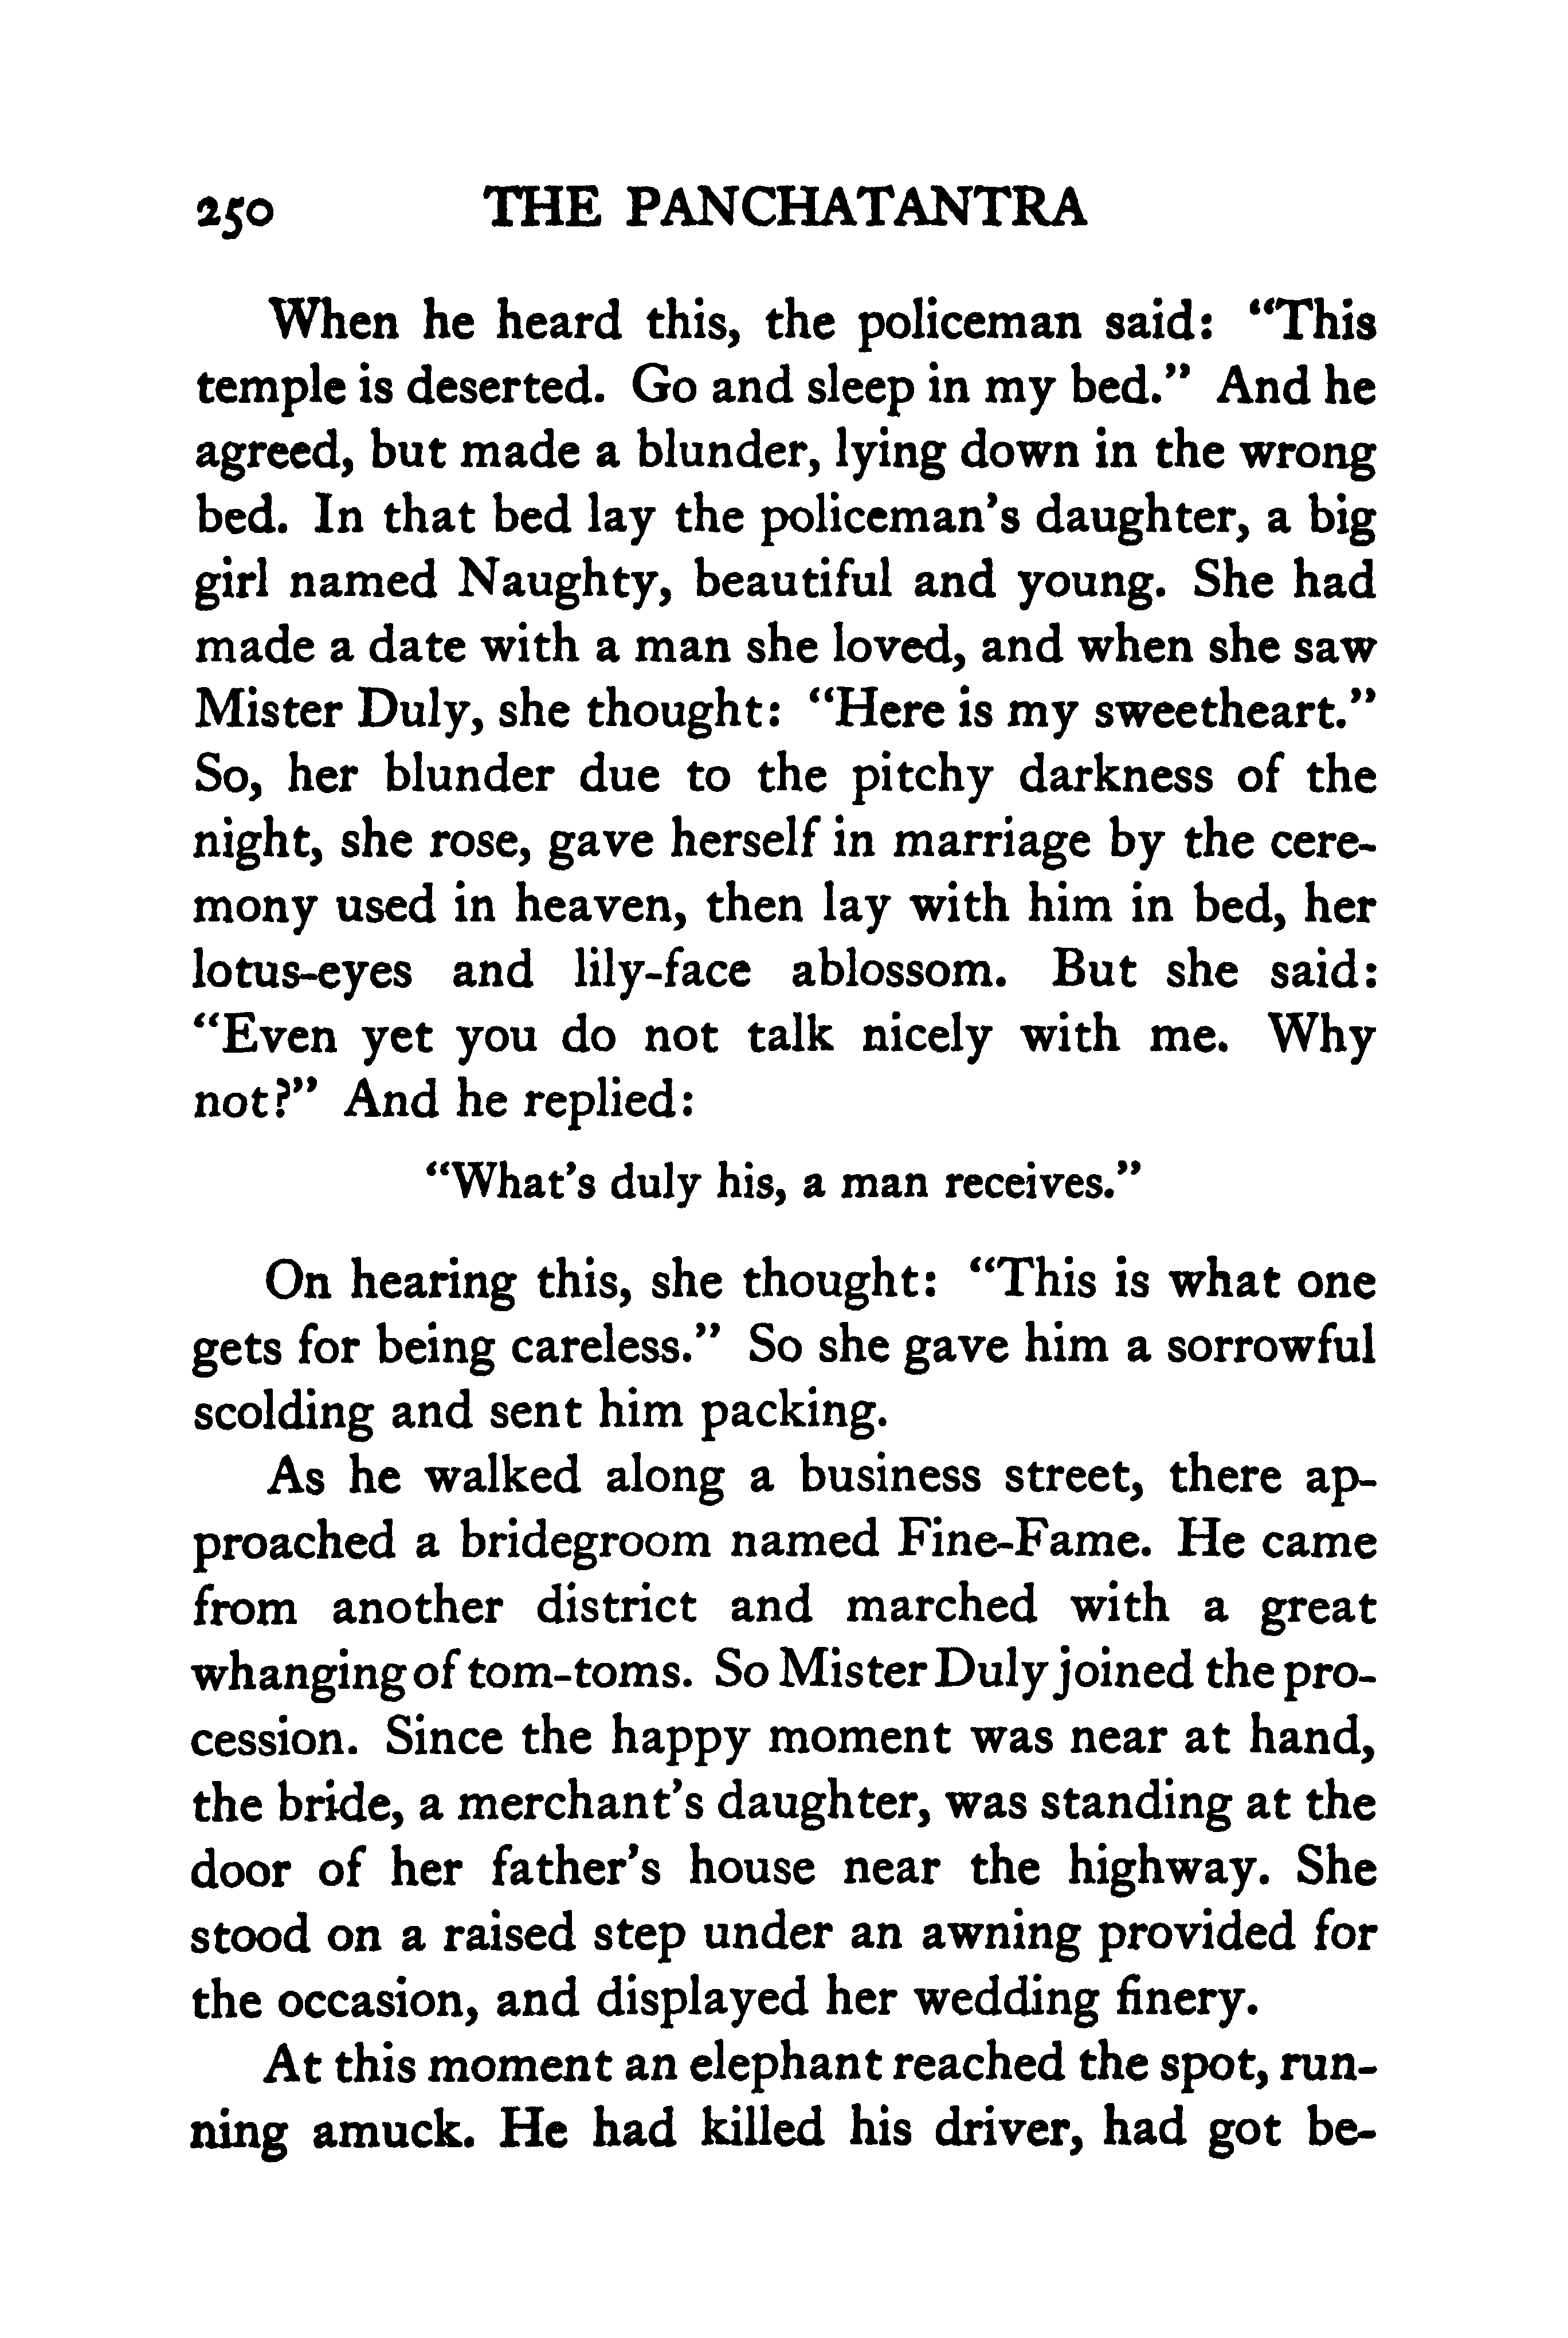 250 THE PANCHATANTRA
When he heard this, the policeman said: “This
temple is deserted. Go and sleep in my bed.” And he
agreed, but made a blunder, lying down in the wrong
bed. In that bed lay the policeman’s daughter, a big
girl named Naughty, beautiful and young. She had
made a date with a man she loved, and when she saw
Mister Duly, she thought: “Here is my sweetheart.”
So, her blunder due to the pitchy darkness of the
night, she rose, gave herself in marriage by the cere-
mony used in heaven, then lay with him in bed, her
lotus-eyes and lily-face ablossom. But she said:
“Even yet you do not talk nicely with me. Why
not?” And he replied:
“What’s duly his, a man receives.”
On hearing this, she thought: “This is what one
gets for being careless.” So she gave him a sorrowful
scolding and sent him packing.
As he walked along a business street, there ap-
proached a bridegroom named Fine-Fame. He came
from another district and marched with a great
whanging of tom-toms. So Mister Duly joined the pro-
cession. Since the happy moment was near at hand,
the bride, a merchant’s daughter, was standing at the
door of her father’s house near the highway. She
stood on a raised step under an awning provided for
the occasion, and displayed her wedding finery.
At this moment an elephant reached the spot, run-
ning amuck. He had killed his driver, had got be-